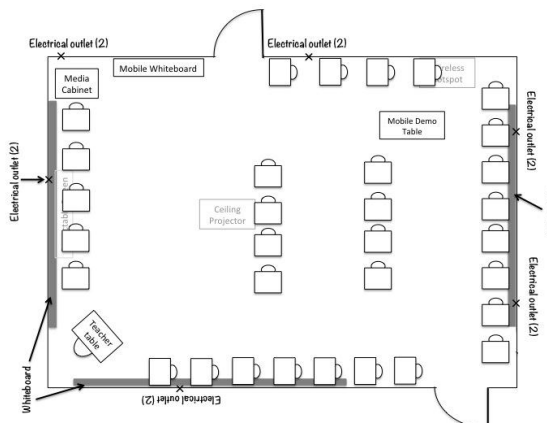 Electrical outlet (2)
Electrical outlet (2)
Mobile Whiteboard
Media
Cabinet
Mobile Demo
Table
Electrical outlet (2)
Electrical outlet (2)
Ceiling
Projector
Electrical outlet (2)
Teacher
table
Whiteboard
Electrical outlet (2)